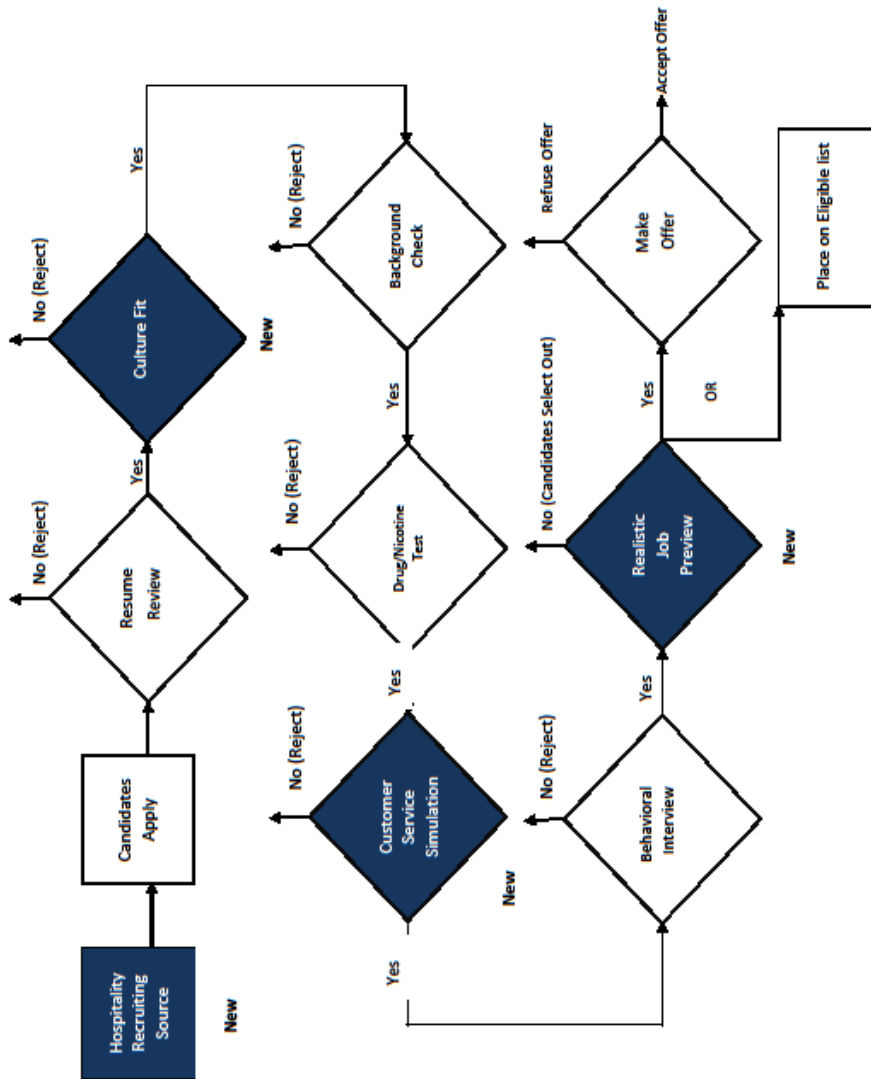 Hospitality
Recruiting
Source
New
Candidates
Apply
Resume
Review
No (Reject)
Yes
Culture Fit
No (Reject)
New
Yes
Background
Check
No (Reject)
Yes
Drug/Nicotine
Test
No (Reject)
Yes
Customer
Service
Simulation
No (Reject)
New
Yes
Behavioral
Interview
No (Reject)
Yes
Realistic
Job
Preview
No (Candidates Select Out)
New
Yes
OR
Make
Offer
Refuse Offer
Accept Offer
Place on Eligible list